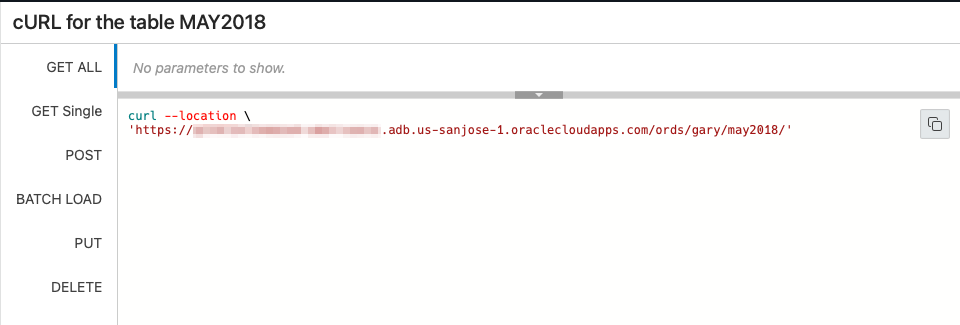 cURL for the table MAY2018
GET ALL
No parameters to show.
GET Single
curl --location \
'https://.adb.us-sanjose-1.oraclecloudapps.com/ords/gary/may2018/'
POST
BATCH LOAD
PUT
DELETE